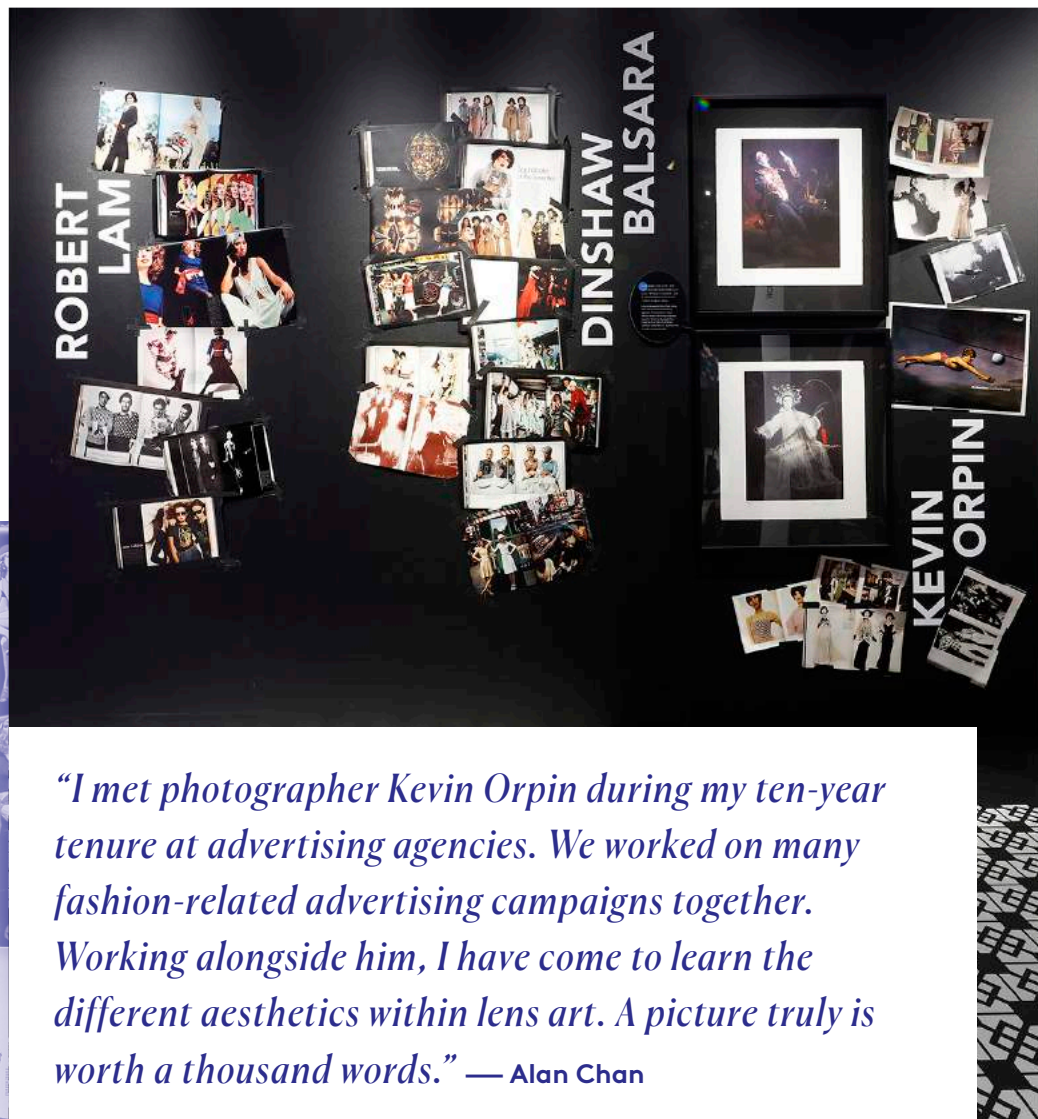 ROBERT
LAM
DINSHAW
BALSARA
KEVIN
ORPIN
“I met photographer Kevin Orpin during my ten-year
tenure at advertising agencies. We worked on many
fashion-related advertising campaigns together.
Working alongside him, I have come to learn the
different aesthetics within lens art. A picture truly is
worth a thousand words.” — Alan Chan